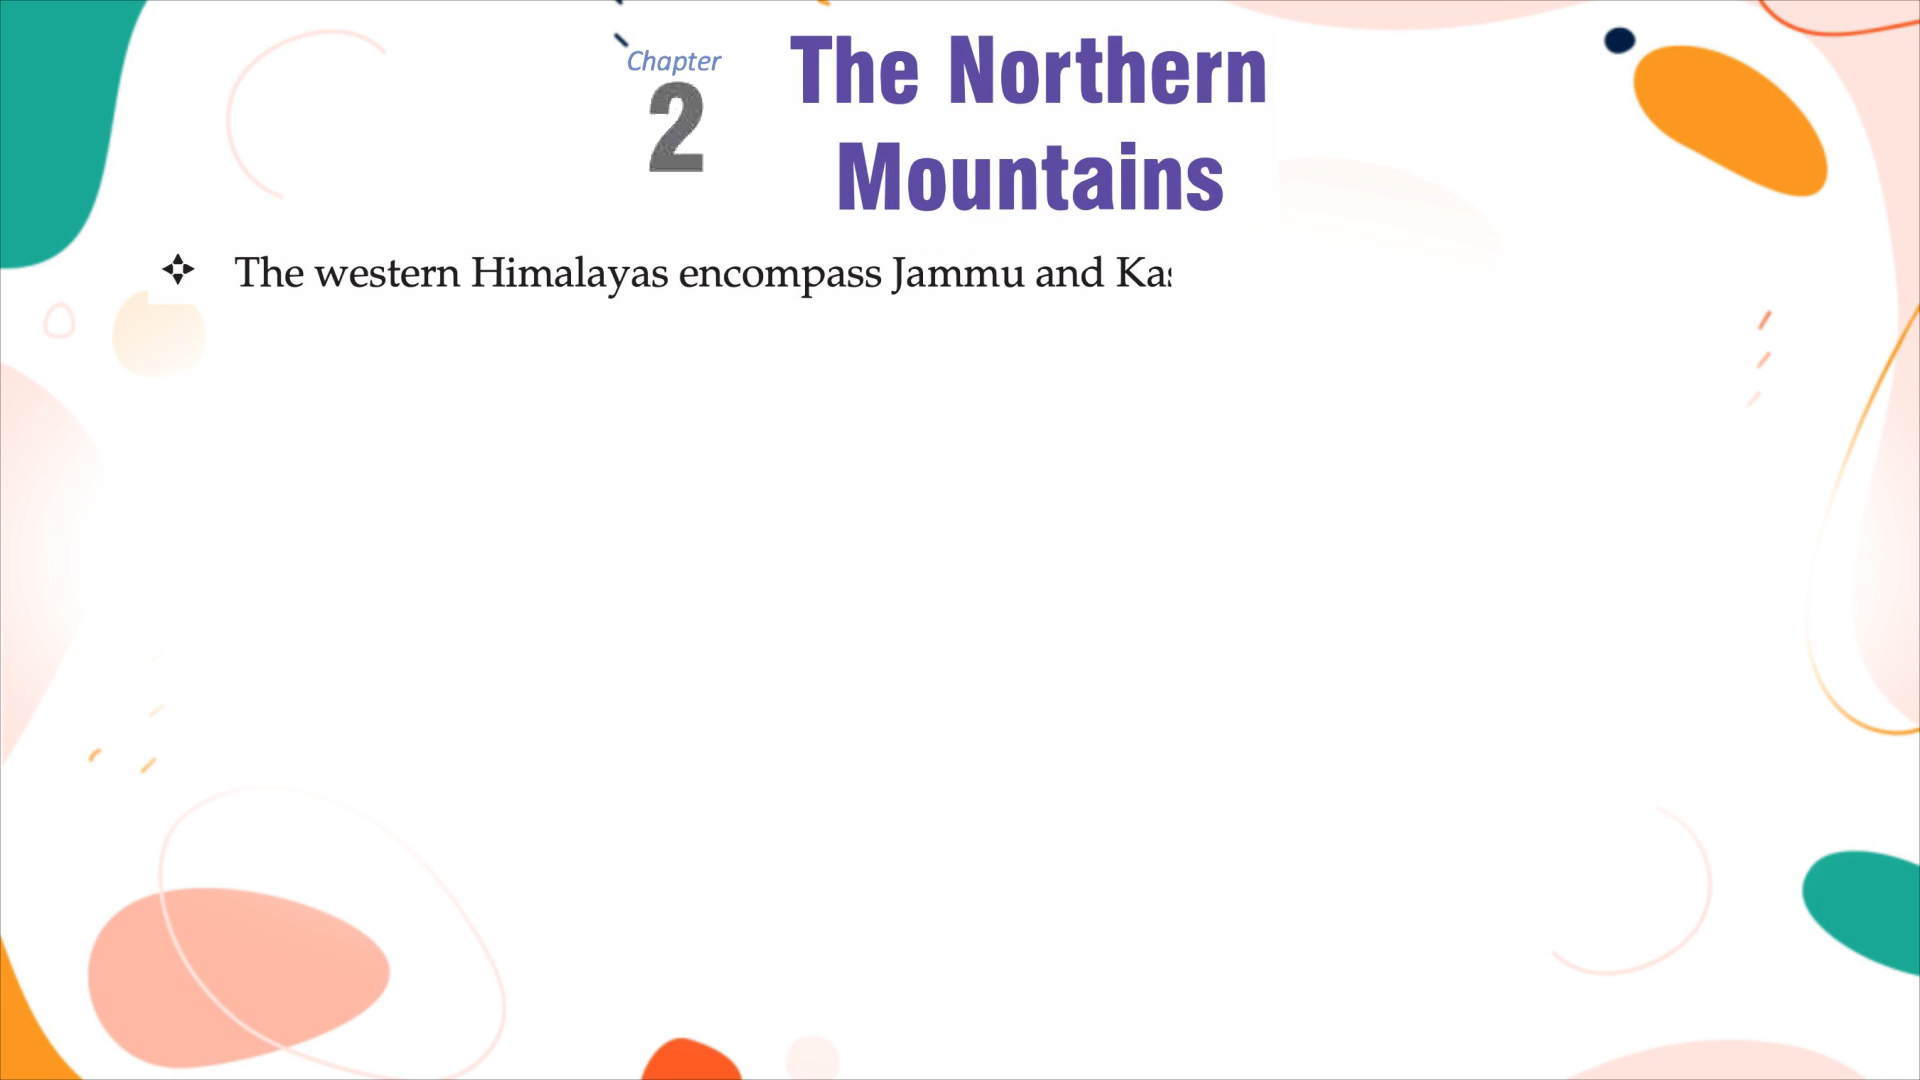 Chapter
2
The Northern
Mountains
The western Himalayas encompass Jammu and